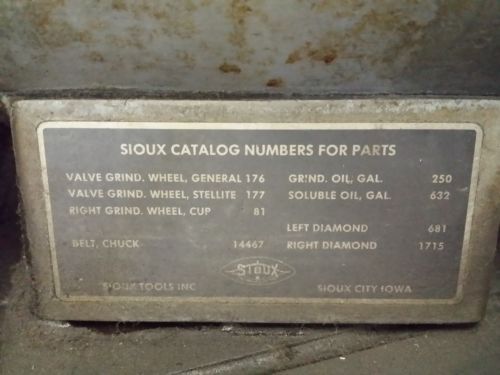 SIOUX CATALOG NUMBERS FOR PARTS
VALVE GRIND. WHEEL, GENERAL 176
VALVE GRIND. WHEEL, STELLITE 177
RIGHT GRIND. WHEEL, CUP 81
BELT, CHUCK 14467
GRIND. OIL, GAL. 250
SOLUBLE OIL, GAL. 632
LEFT DIAMOND 681
RIGHT DIAMOND 1715
SIOUX
SIOUX TOOLS INC
SIOUX CITY IOWA